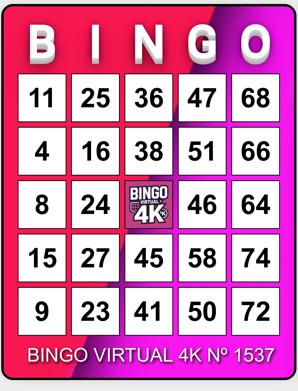 B I N G O
11 25 36 47 68
4 16 38 51 66
8 24 BINGO VIRTUAL 4K 46 64
15 27 45 58 74
9 23 41 50 72
BINGO VIRTUAL 4K Nº 1537